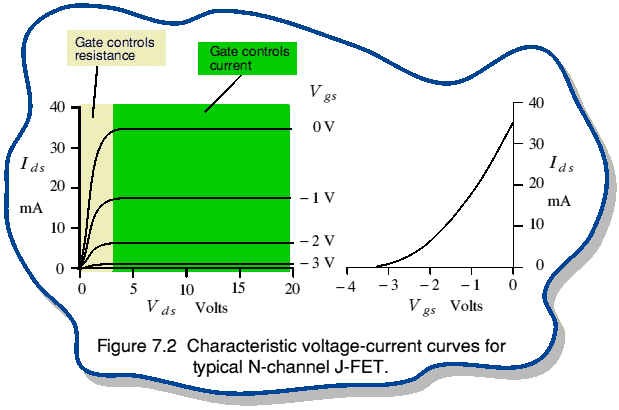 Gate controls
resistance
Gate controls
current
V gs
40
30
20
10
0
I ds
mA
0 V
– 1 V
– 2 V
– 3 V
0
5
10
15
20
V ds Volts
40
30
20
10
0
I ds
mA
– 4
– 3
– 2
– 1
0
V gs Volts
Figure 7.2 Characteristic voltage-current curves for
typical N-channel J-FET.